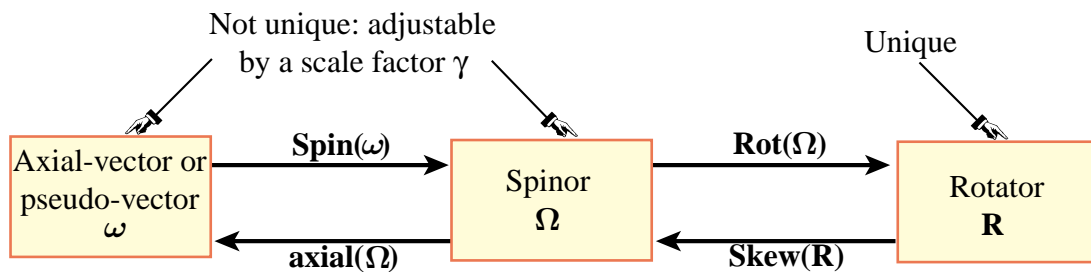 Not unique: adjustable
by a scale factor γ
Unique
Axial-vector or
pseudo-vector
ω
Spin(ω)
axial(Ω)
Spinor
Ω
Rot(Ω)
Skew(R)
Rotator
R